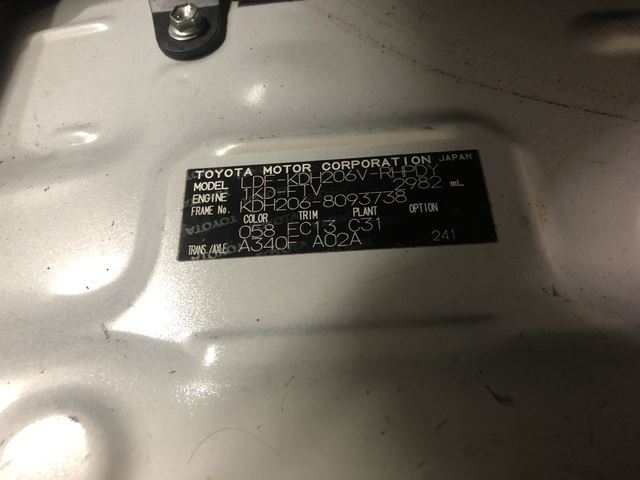 TOYOTA MOTOR CORPORATION JAPAN
MODEL LDF-KDH206V-RHPDY
ENGINE 1KD-FTV 2982 mL
FRAME No. KDH206-8093738
COLOR TRIM PLANT OPTION
058 FC13 C31
TRANS./AXLE A340F A02A 241